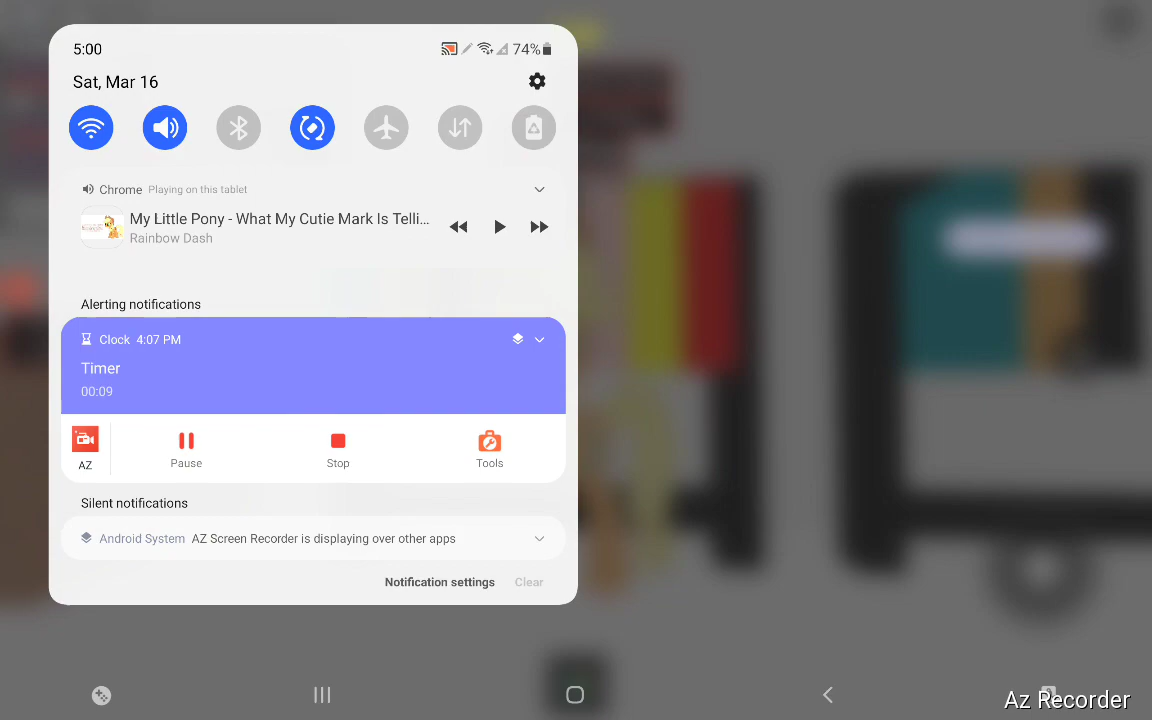 5:00
74%
Sat, Mar 16
Chrome Playing on this tablet
My Little Pony - What My Cutie Mark Is Telli...
Rainbow Dash
Alerting notifications
Clock 4:07 PM
Timer
00:09
AZ
Pause
Stop
Tools
Silent notifications
Android System AZ Screen Recorder is displaying over other apps
Notification settings
Clear
Az Recorder